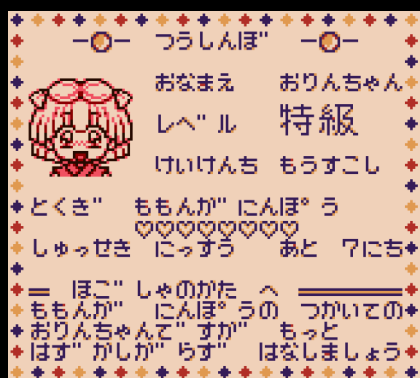 つうしんぼ
おなまえ おりんちゃん
レベル 特級
けいけんち もうすこし
とくぎ ももんがにんぽう
♡♡♡♡♡♡♡♡
しゅっせきにっすう あと 7にち
ほごしゃのかたへ
ももんがにんぽうの つかいての
おりんちゃんですが もっと
はずかしがらず はなしましょう